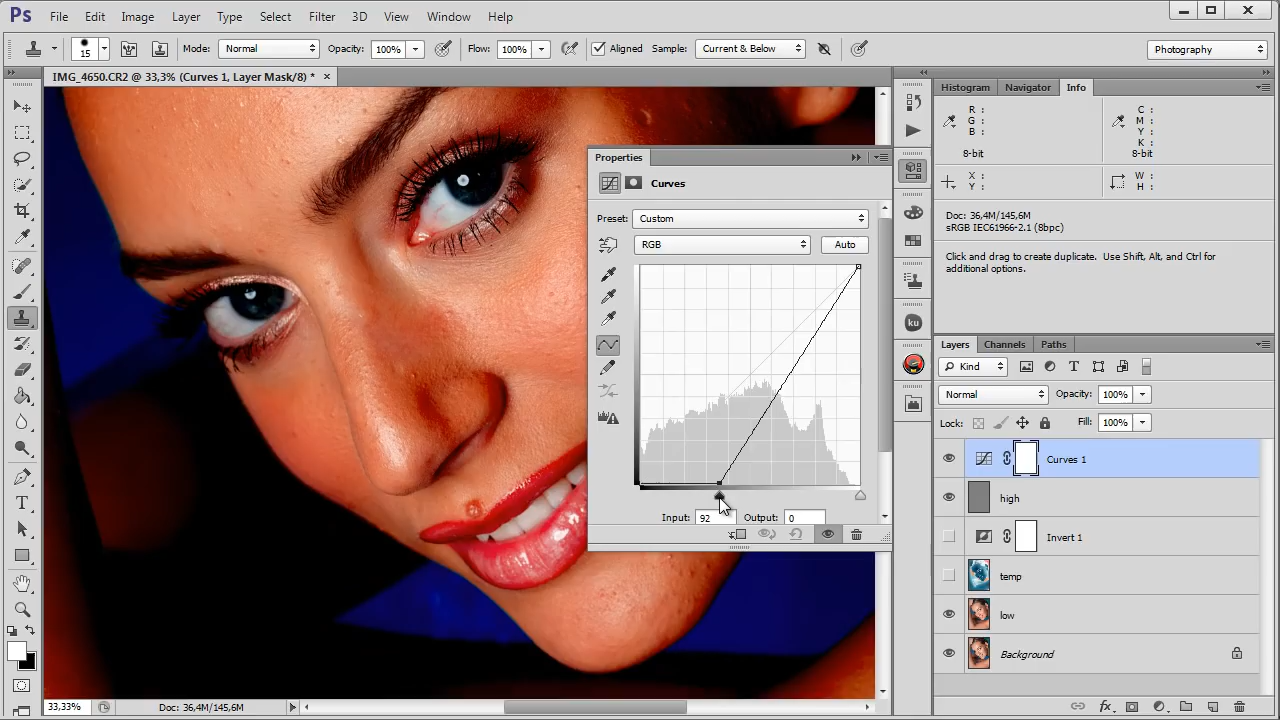 Ps File Edit Image Layer Type Select Filter 3D View Window Help
15 Mode: Normal Opacity: 100% Flow: 100% Aligned Sample: Current & Below Photography
IMG_4650.CR2 @ 33,3% (Curves 1, Layer Mask/8) * ×
Histogram Navigator Info
R :
G :
B :
8-bit
C :
M :
Y :
K :
8-bit
X :
Y :
W :
H :
Doc: 36,4M/145,6M
sRGB IEC61966-2.1 (8bpc)
Click and drag to create duplicate. Use Shift, Alt, and Ctrl for
additional options.
Properties
Curves
Preset: Custom
RGB Auto
Input: 92 Output: 0
ku
Layers Channels Paths
Kind
Normal Opacity: 100%
Lock: Fill: 100%
Curves 1
high
Invert 1
temp
low
Background
fx
33,33% Doc: 36,4M/145,6M